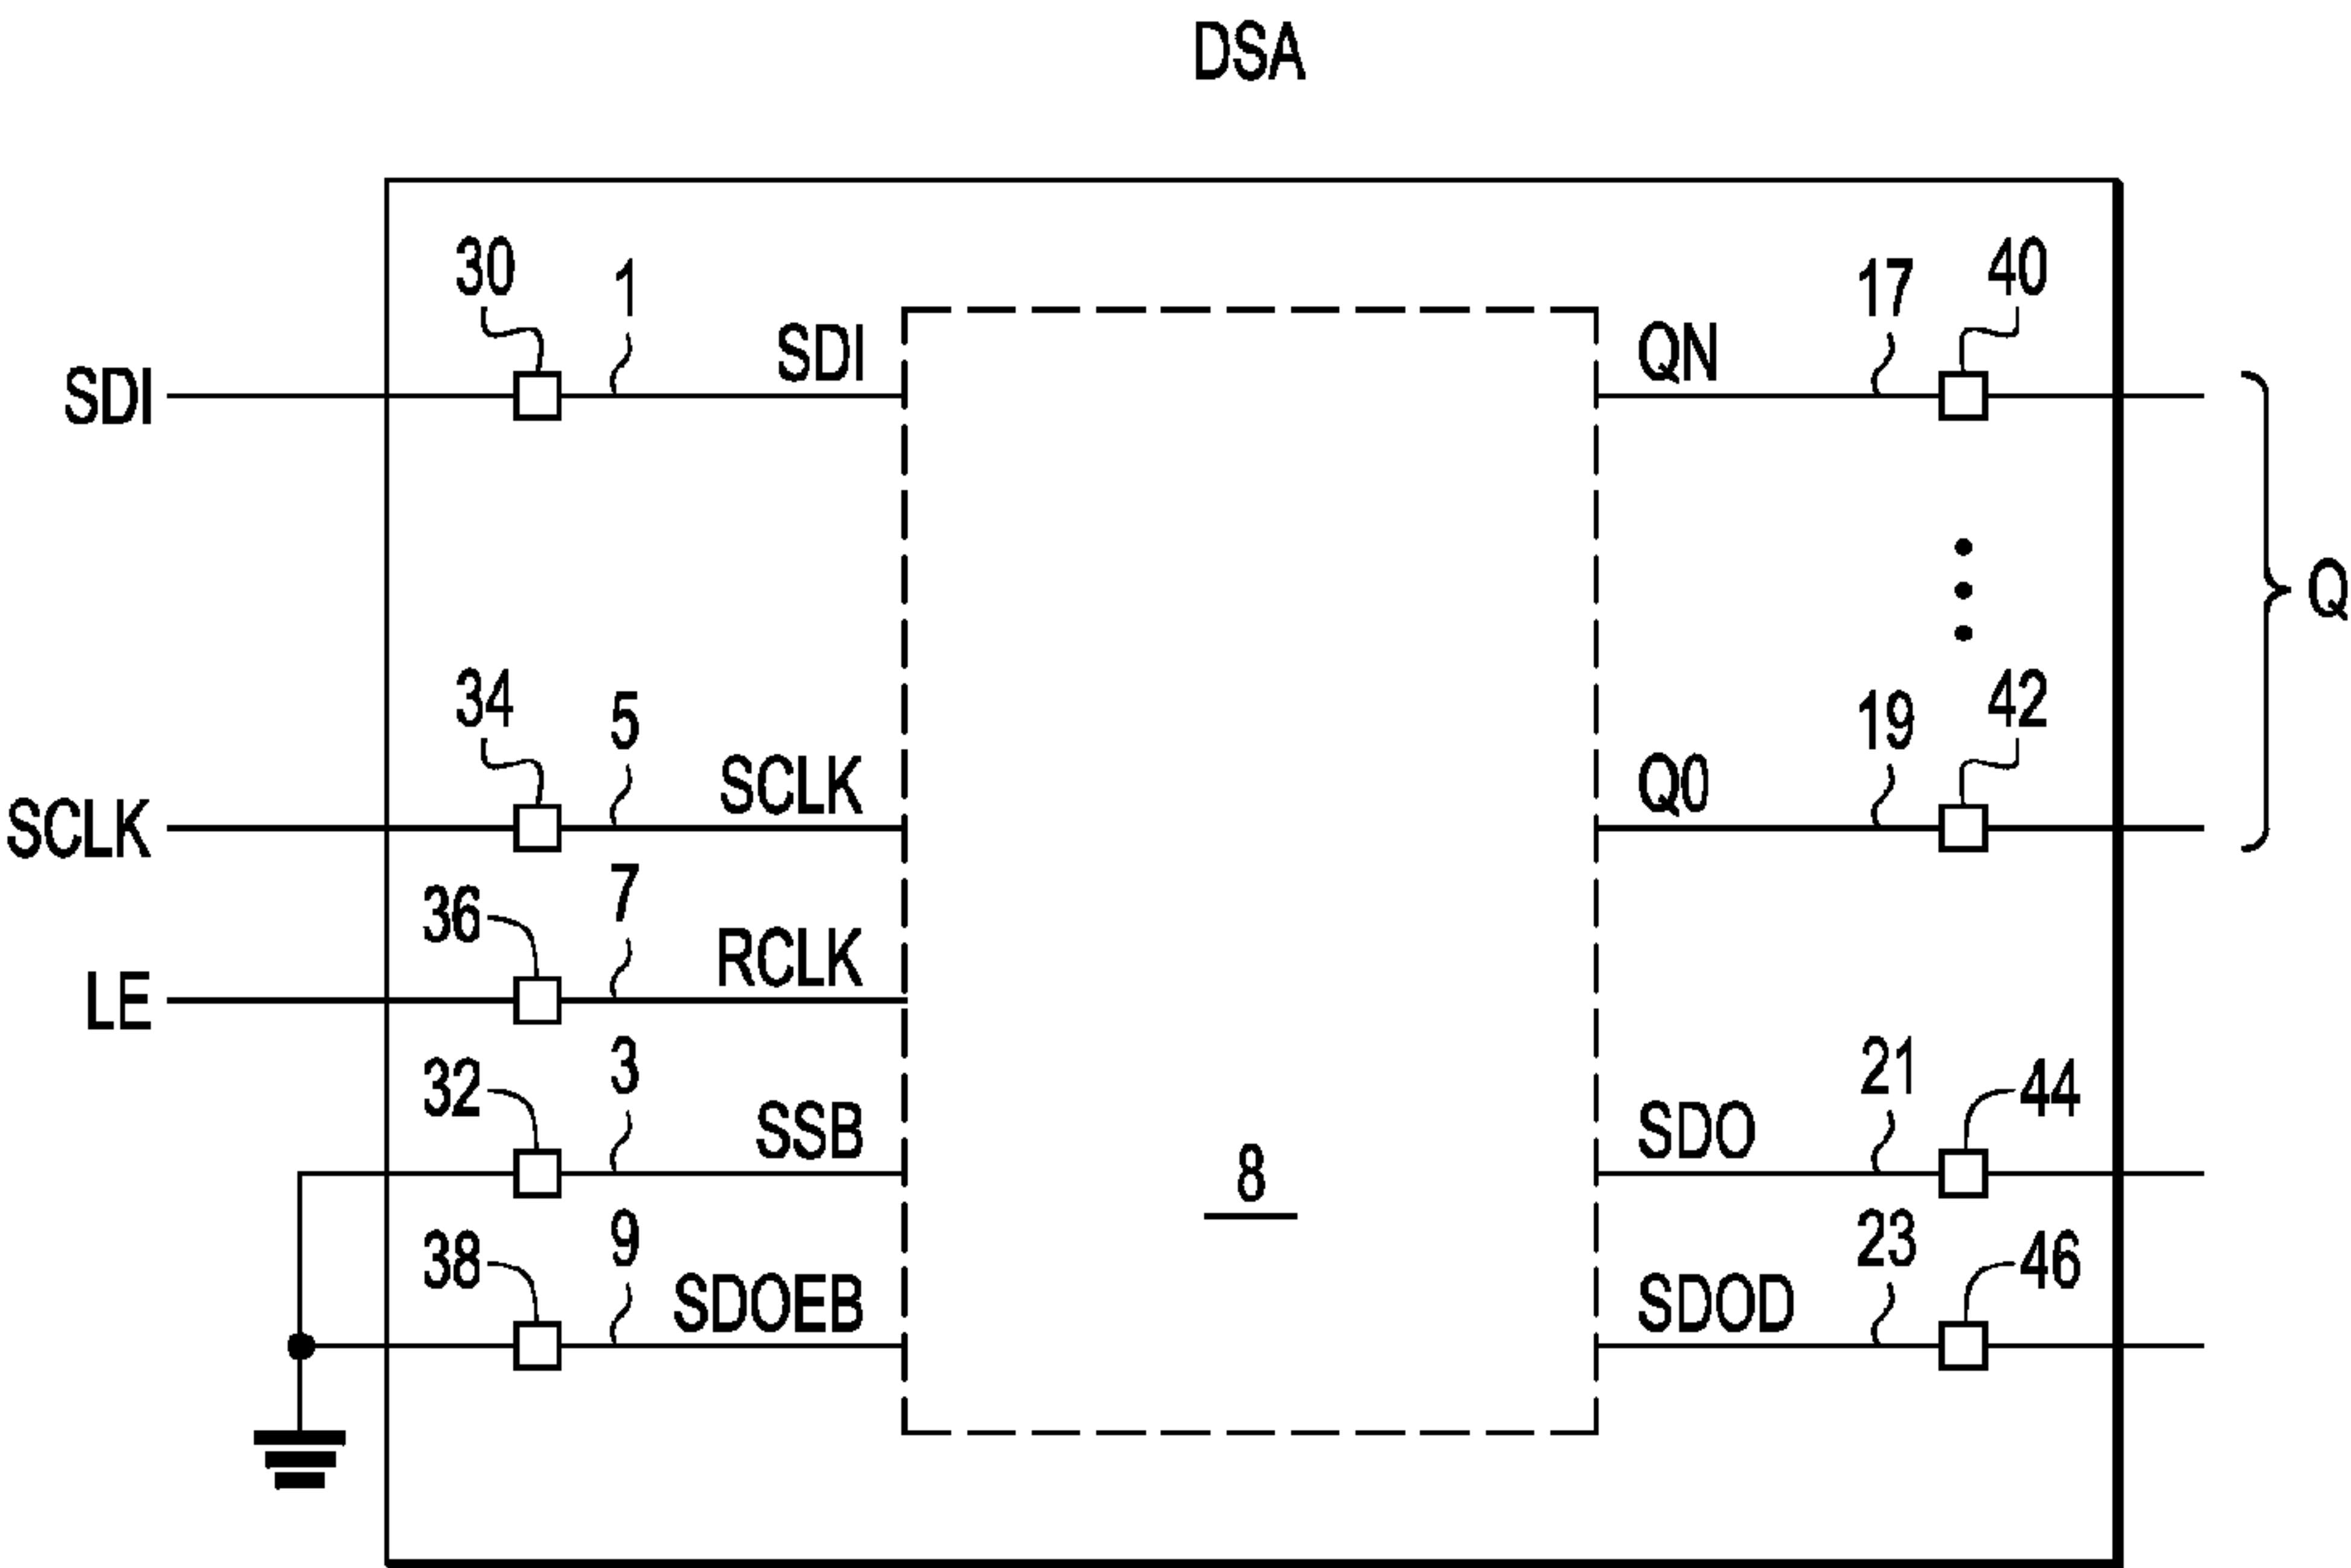 DSA
30 1 17 40
SDI SDI QN
Q
34 5 19 42
SCLK SCLK Q0
36 7
LE RCLK
32 3 21 44
SSB SDO
8
38 9 23 46
SDOEB SDOD